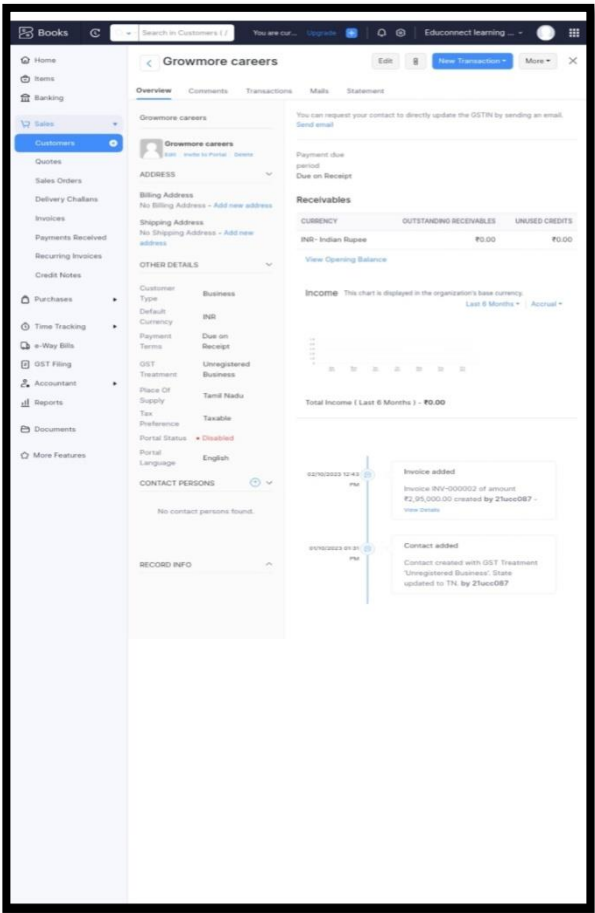 Books
Search in Customers ( / )
You are cur...
Upgrade
Educonnect learning ...
Home
Items
Banking
Sales
Customers
Quotes
Sales Orders
Delivery Challans
Invoices
Payments Received
Recurring Invoices
Credit Notes
Purchases
Time Tracking
e-Way Bills
GST Filing
Accountant
Reports
Documents
More Features
Growmore careers
Edit
New Transaction
More
Overview Comments Transactions Mails Statement
Growmore careers
Growmore careers
Edit Invite to Portal Delete
ADDRESS
Billing Address
No Billing Address - Add new address
Shipping Address
No Shipping Address - Add new
address
OTHER DETAILS
Customer
Type
Business
Default
Currency
INR
Payment
Terms
Due on
Receipt
GST
Treatment
Unregistered
Business
Place Of
Supply
Tamil Nadu
Tax
Preference
Taxable
Portal Status
Disabled
Portal
Language
English
CONTACT PERSONS
No contact persons found.
RECORD INFO
You can request your contact to directly update the GSTIN by sending an email.
Send email
Payment due
period
Due on Receipt
Receivables
CURRENCY OUTSTANDING RECEIVABLES UNUSED CREDITS
INR- Indian Rupee ₹0.00 ₹0.00
View Opening Balance
Income This chart is displayed in the organization's base currency.
Last 6 Months Accrual
Total Income ( Last 6 Months ) - ₹0.00
02/10/2023 12:43
PM
Invoice added
Invoice INV-000002 of amount
₹2,95,000.00 created by 21ucc087 -
View Details
01/10/2023 01:31
PM
Contact added
Contact created with GST Treatment
'Unregistered Business'. State
updated to TN. by 21ucc087